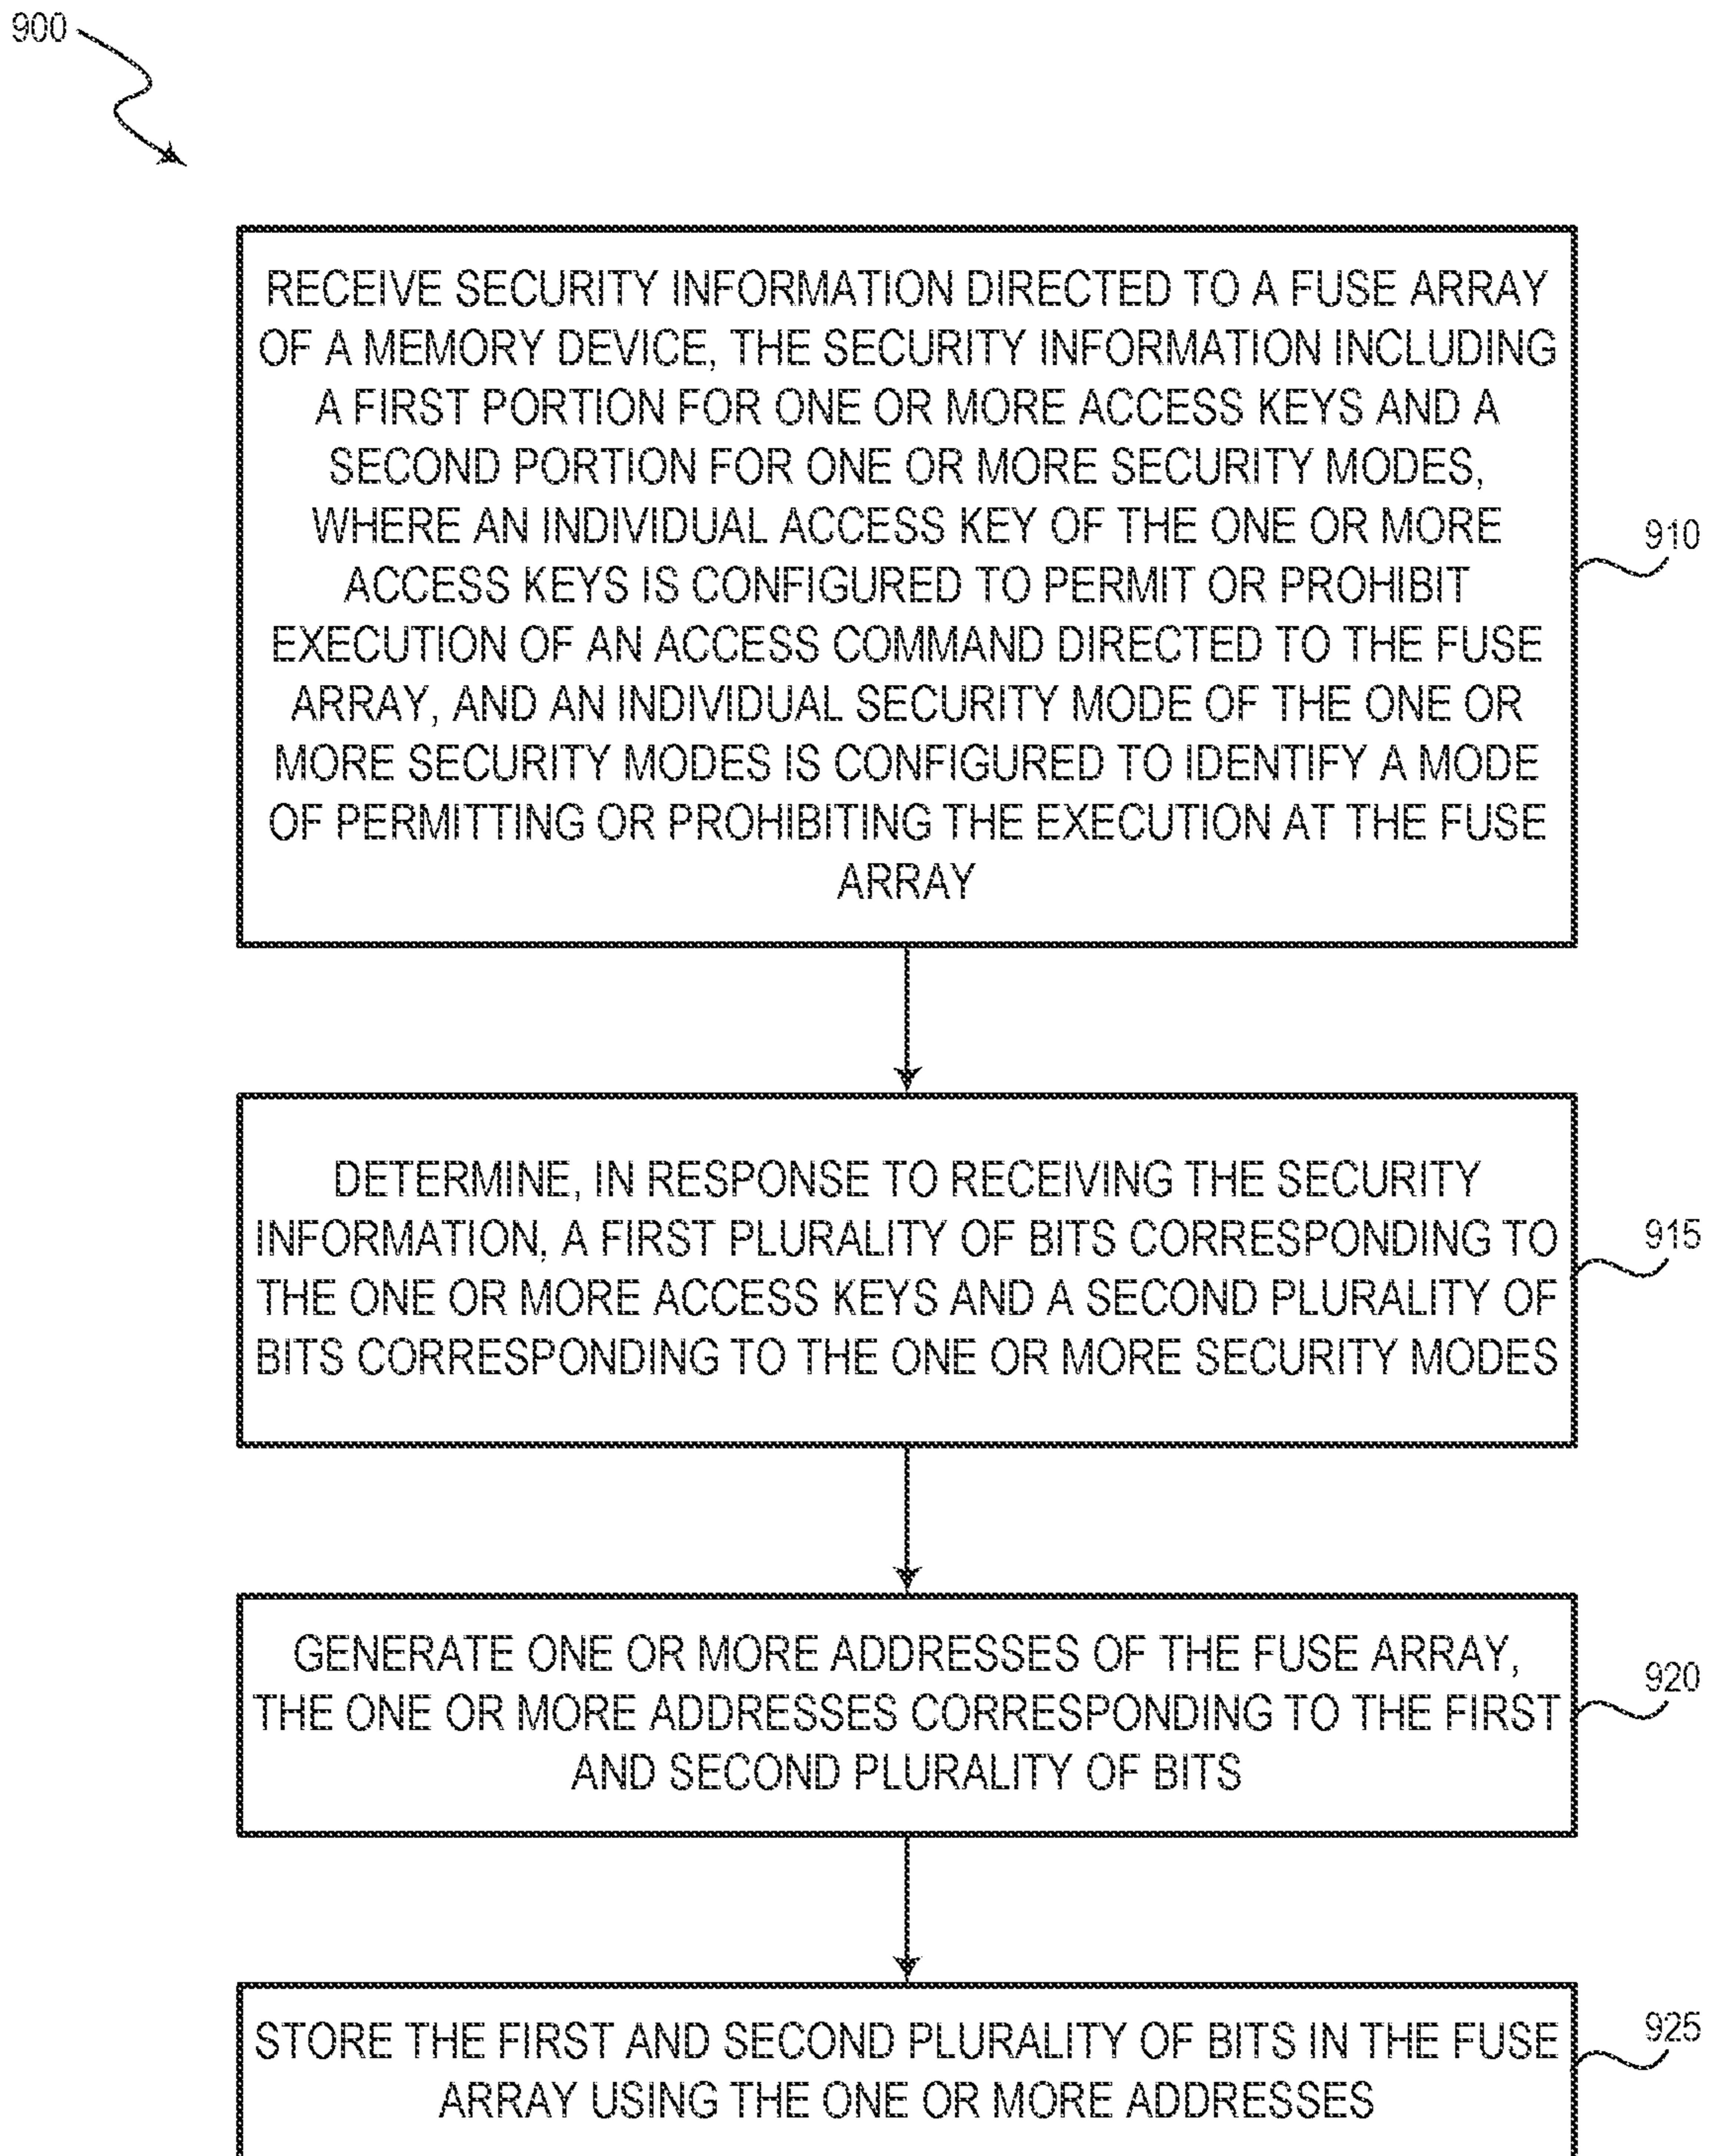 900
RECEIVE SECURITY INFORMATION DIRECTED TO A FUSE ARRAY
OF A MEMORY DEVICE, THE SECURITY INFORMATION INCLUDING
A FIRST PORTION FOR ONE OR MORE ACCESS KEYS AND A
SECOND PORTION FOR ONE OR MORE SECURITY MODES,
WHERE AN INDIVIDUAL ACCESS KEY OF THE ONE OR MORE
ACCESS KEYS IS CONFIGURED TO PERMIT OR PROHIBIT
EXECUTION OF AN ACCESS COMMAND DIRECTED TO THE FUSE
ARRAY, AND AN INDIVIDUAL SECURITY MODE OF THE ONE OR
MORE SECURITY MODES IS CONFIGURED TO IDENTIFY A MODE
OF PERMITTING OR PROHIBITING THE EXECUTION AT THE FUSE
ARRAY
910
DETERMINE, IN RESPONSE TO RECEIVING THE SECURITY
INFORMATION, A FIRST PLURALITY OF BITS CORRESPONDING TO
THE ONE OR MORE ACCESS KEYS AND A SECOND PLURALITY OF
BITS CORRESPONDING TO THE ONE OR MORE SECURITY MODES
915
GENERATE ONE OR MORE ADDRESSES OF THE FUSE ARRAY,
THE ONE OR MORE ADDRESSES CORRESPONDING TO THE FIRST
AND SECOND PLURALITY OF BITS
920
STORE THE FIRST AND SECOND PLURALITY OF BITS IN THE FUSE
ARRAY USING THE ONE OR MORE ADDRESSES
925